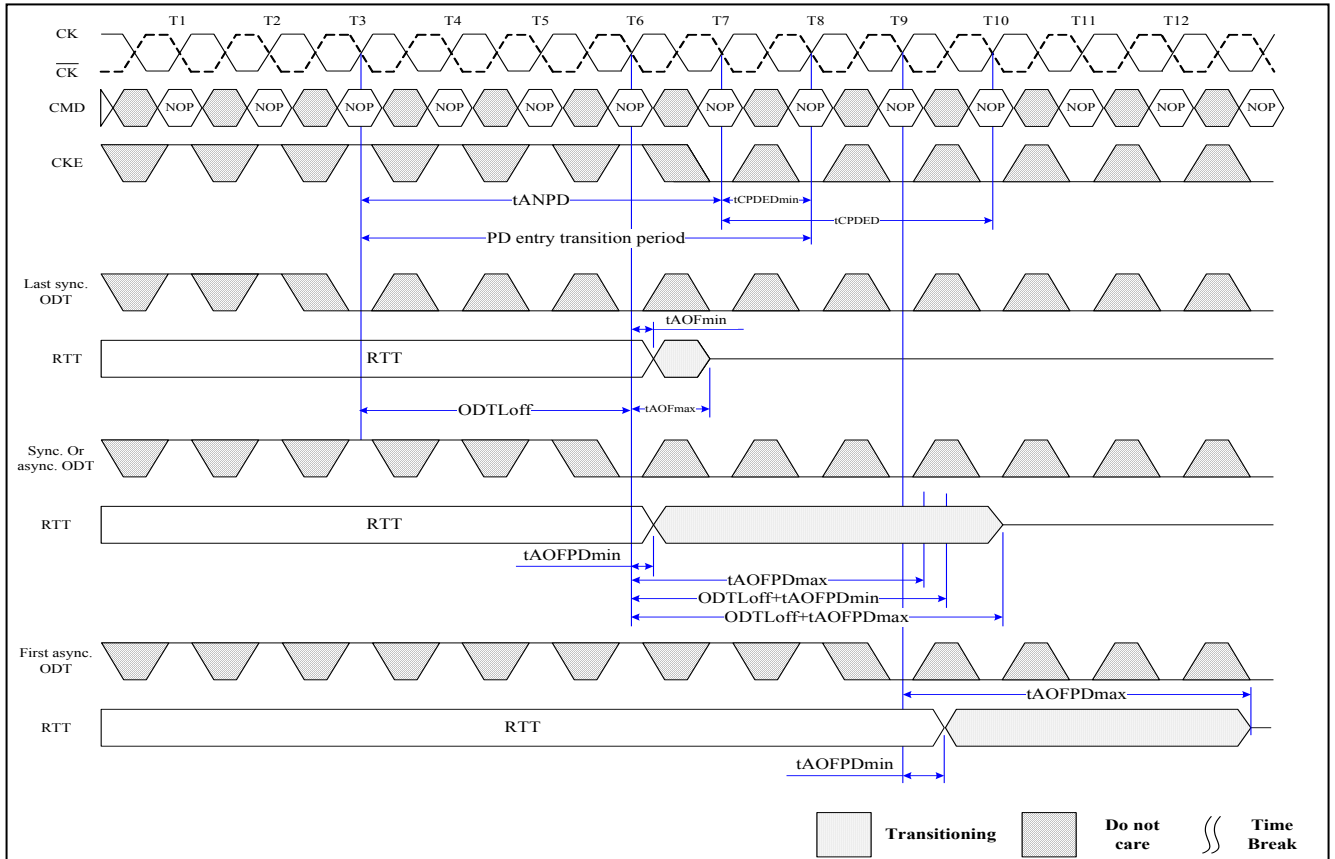 T1 T2 T3 T4 T5 T6 T7 T8 T9 T10 T11 T12
CK
CK
CMD NOP NOP NOP NOP NOP NOP NOP NOP NOP NOP NOP NOP NOP
CKE
tANPD tCPDEDmin
tCPDED
PD entry transition period
Last sync.
ODT
tAOFmin
RTT RTT
ODTLoff tAOFmax
Sync. Or
async. ODT
RTT RTT
tAOFPDmin
tAOFPDmax
ODTLoff+tAOFPDmin
ODTLoff+tAOFPDmax
First async.
ODT
tAOFPDmax
RTT RTT
tAOFPDmin
Transitioning
Do not
care
Time
Break